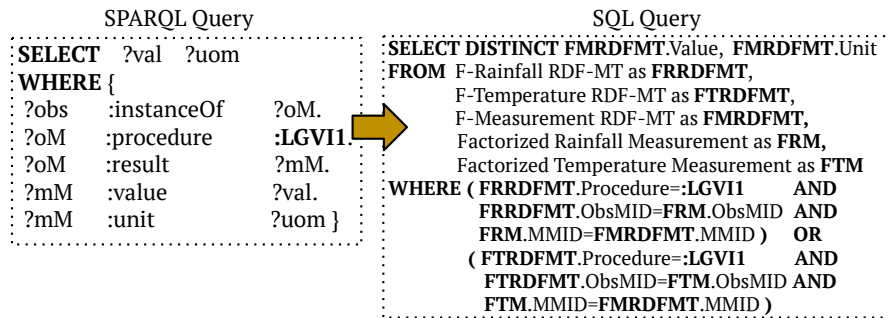 SPARQL Query
SELECT ?val ?uom
WHERE {
?obs :instanceOf ?oM.
?oM :procedure :LGVI1.
?oM :result ?mM.
?mM :value ?val.
?mM :unit ?uom }
SQL Query
SELECT DISTINCT FMRDFMT.Value, FMRDFMT.Unit
FROM F-Rainfall RDF-MT as FRRDFMT,
F-Temperature RDF-MT as FTRDFMT,
F-Measurement RDF-MT as FMRDFMT,
Factorized Rainfall Measurement as FRM,
Factorized Temperature Measurement as FTM
WHERE ( FRRDFMT.Procedure=:LGVI1 AND
FRRDFMT.ObsMID=FRM.ObsMID AND
FRM.MMID=FMRDFMT.MMID ) OR
( FTRDFMT.Procedure=:LGVI1 AND
FTRDFMT.ObsMID=FTM.ObsMID AND
FTM.MMID=FMRDFMT.MMID )